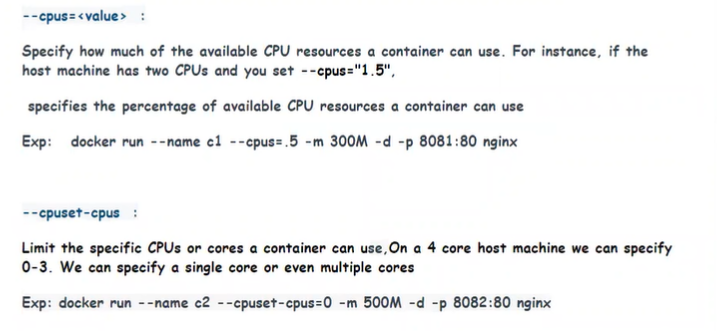 --cpus=<value> :
Specify how much of the available CPU resources a container can use. For instance, if the
host machine has two CPUs and you set --cpus="1.5",
specifies the percentage of available CPU resources a container can use
Exp: docker run --name c1 --cpus=.5 -m 300M -d -p 8081:80 nginx
--cpuset-cpus :
Limit the specific CPUs or cores a container can use,On a 4 core host machine we can specify
0-3. We can specify a single core or even multiple cores
Exp: docker run --name c2 --cpuset-cpus=0 -m 500M -d -p 8082:80 nginx